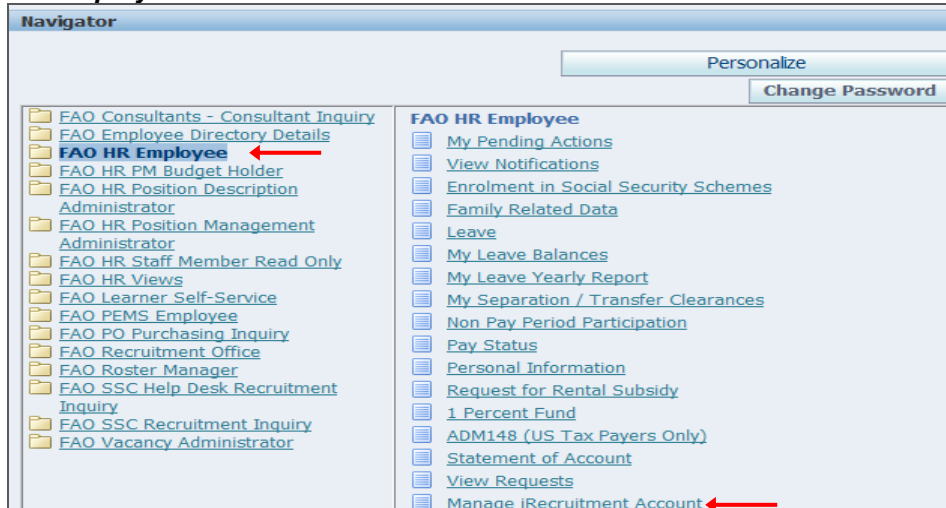 Navigator
Personalize
Change Password
FAO Consultants - Consultant Inquiry
FAO Employee Directory Details
FAO HR Employee
FAO HR PM Budget Holder
FAO HR Position Description
Administrator
FAO HR Position Management
Administrator
FAO HR Staff Member Read Only
FAO HR Views
FAO Learner Self-Service
FAO PEMS Employee
FAO PO Purchasing Inquiry
FAO Recruitment Office
FAO Roster Manager
FAO SSC Help Desk Recruitment
Inquiry
FAO SSC Recruitment Inquiry
FAO Vacancy Administrator
FAO HR Employee
My Pending Actions
View Notifications
Enrolment in Social Security Schemes
Family Related Data
Leave
My Leave Balances
My Leave Yearly Report
My Separation / Transfer Clearances
Non Pay Period Participation
Pay Status
Personal Information
Request for Rental Subsidy
1 Percent Fund
ADM148 (US Tax Payers Only)
Statement of Account
View Requests
Manage iRecruitment Account